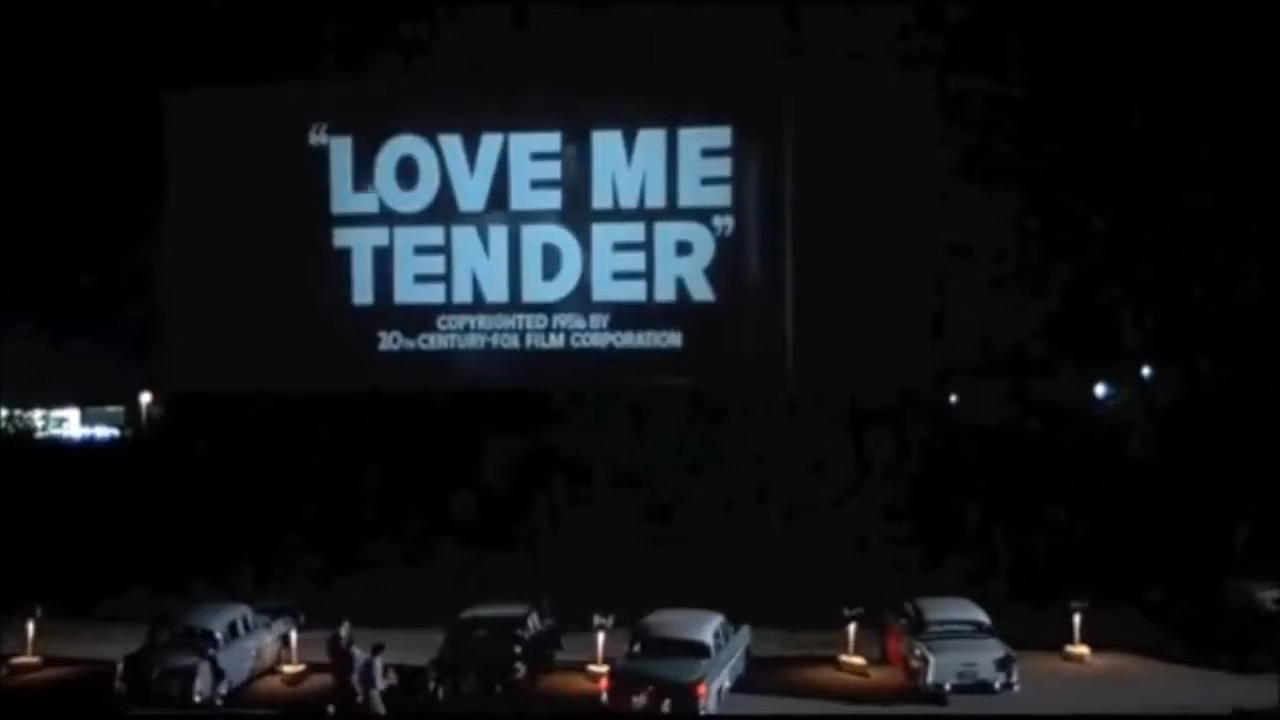 “LOVE ME
TENDER”
COPYRIGHTED 1956 BY
20TH CENTURY-FOX FILM CORPORATION